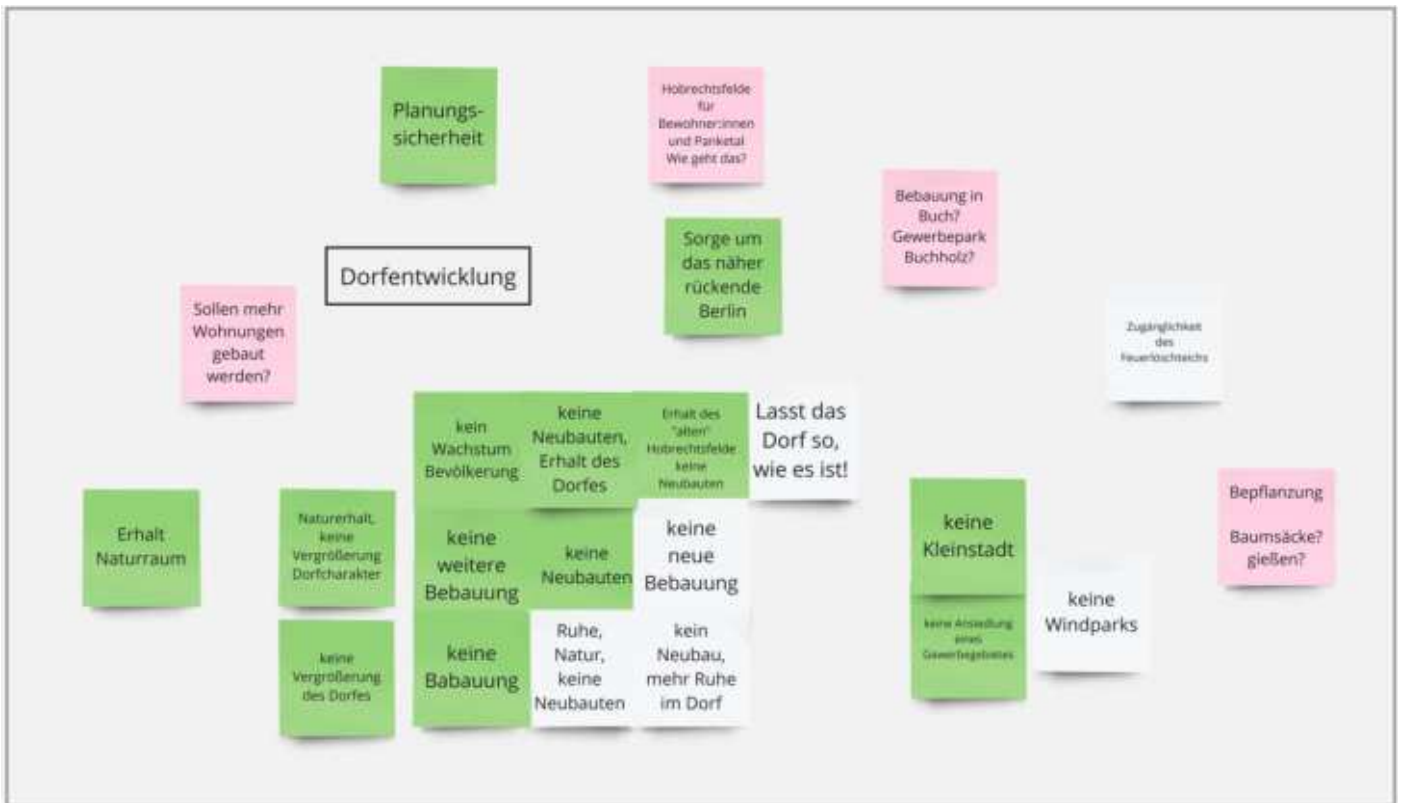 Planungs-
sicherheit
Hobrechtsfelde
für
Bewohner:innen
und Panketal
Wie geht das?
Bebauung in
Buch?
Gewerbepark
Buchholz?
Sorge um
das näher
rückende
Berlin
Dorfentwicklung
Sollen mehr
Wohnungen
gebaut
werden?
Zugänglichkeit
des
Feuerlöschteichs
kein
Wachstum
Bevölkerung
keine
Neubauten,
Erhalt des
Dorfes
Erhalt des
"alten"
Hobrechtsfelde
keine
Neubauten
Lasst das
Dorf so,
wie es ist!
Erhalt
Naturraum
Naturerhalt,
keine
Vergrößerung
Dorfcharakter
keine
weitere
Bebauung
keine
Neubauten
keine
neue
Bebauung
keine
Kleinstadt
Bepflanzung
Baumsäcke?
gießen?
keine
Vergrößerung
des Dorfes
keine
Babauung
Ruhe,
Natur,
keine
Neubauten
kein
Neubau,
mehr Ruhe
im Dorf
keine Ansiedlung
eines
Gewerbegebietes
keine
Windparks